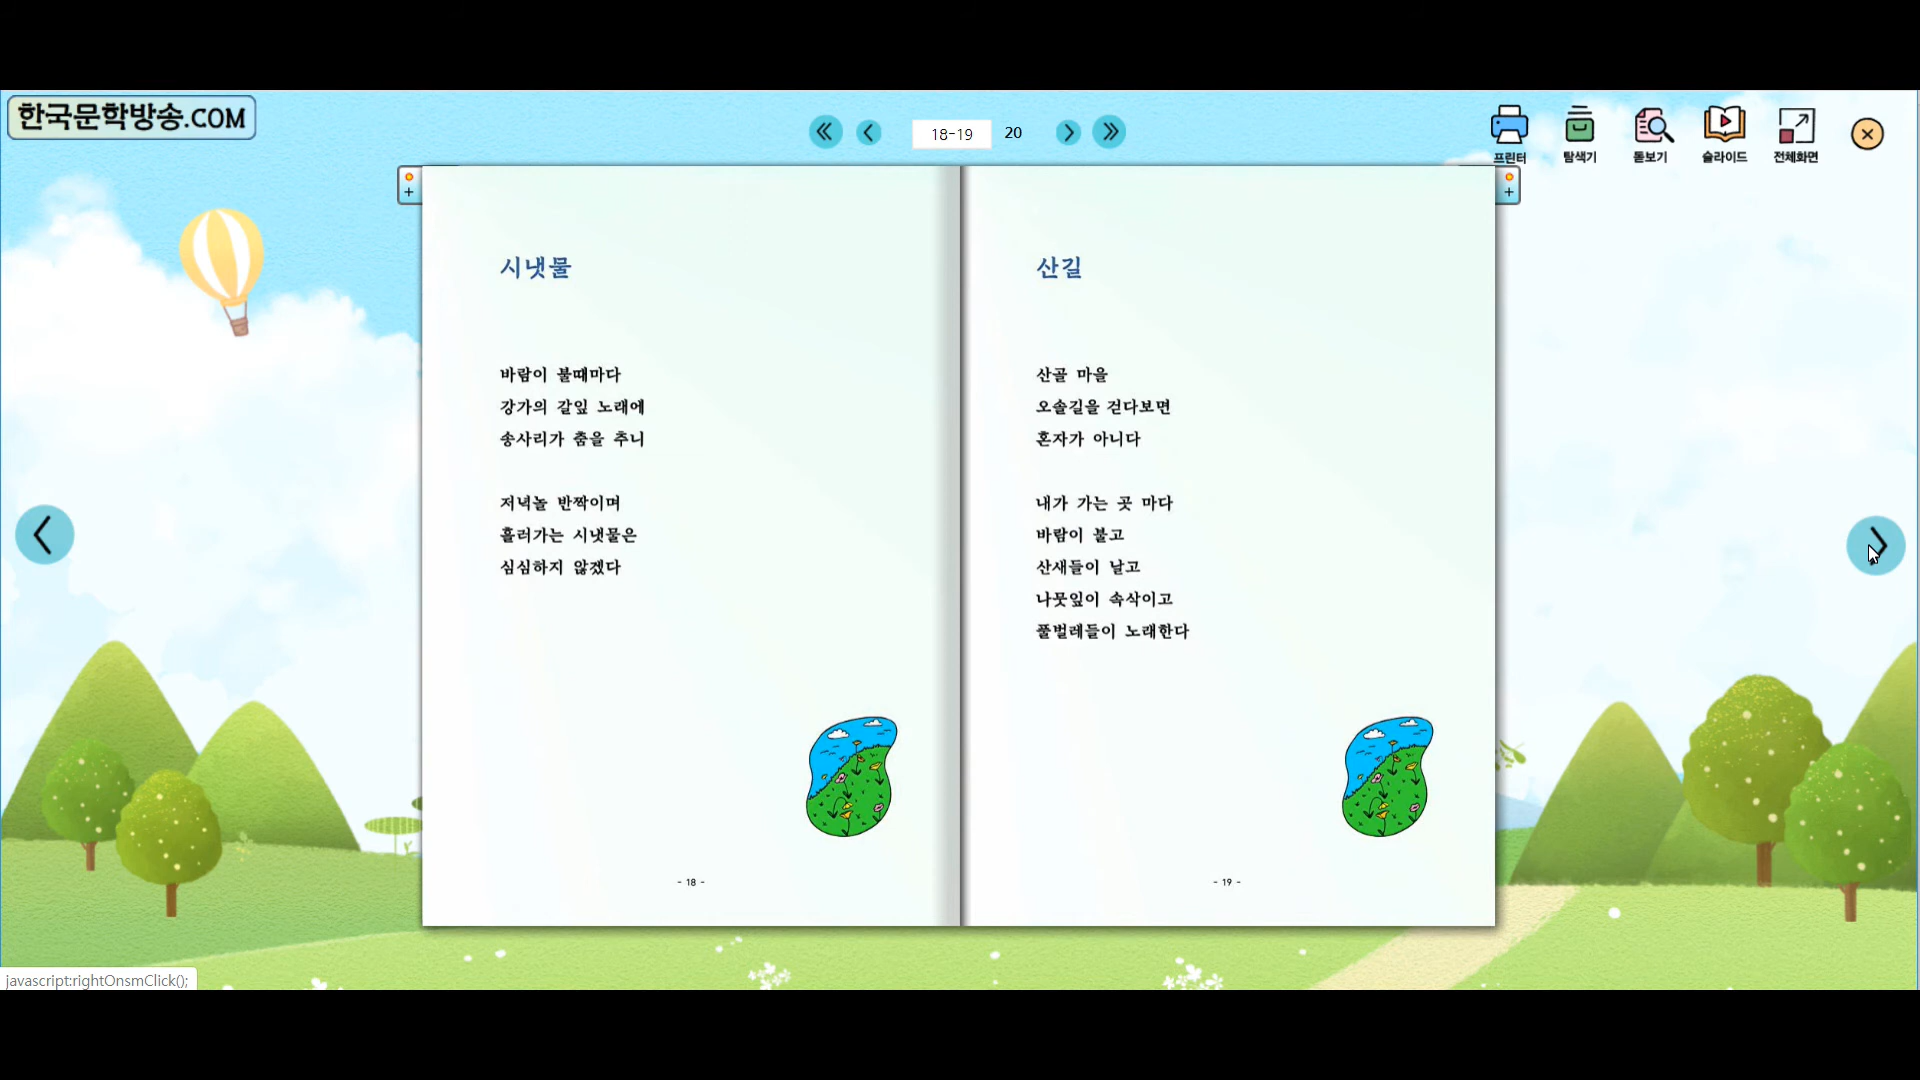 한국문학방송.COM
18-19
20
프린터
탐색기
돋보기
슬라이드
전체화면
시냇물
바람이 불때마다
강가의 갈잎 노래에
송사리가 춤을 추니
저녁놀 반짝이며
흘러가는 시냇물은
심심하지 않겠다
- 18 -
산길
산골 마을
오솔길을 걷다보면
혼자가 아니다
내가 가는 곳 마다
바람이 불고
산새들이 날고
나뭇잎이 속삭이고
풀벌레들이 노래한다
- 19 -
javascript:rightOnsmClick();